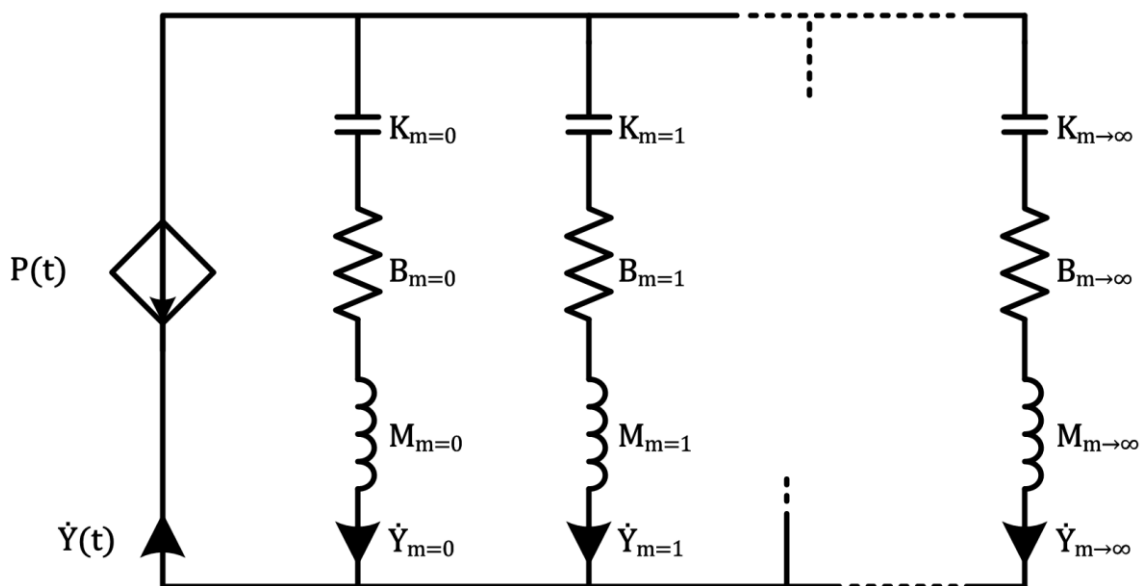 K_{m=0}
K_{m=1}
K_{m→∞}
P(t)
B_{m=0}
B_{m=1}
B_{m→∞}
M_{m=0}
M_{m=1}
M_{m→∞}
Ẏ(t)
Ẏ_{m=0}
Ẏ_{m=1}
Ẏ_{m→∞}